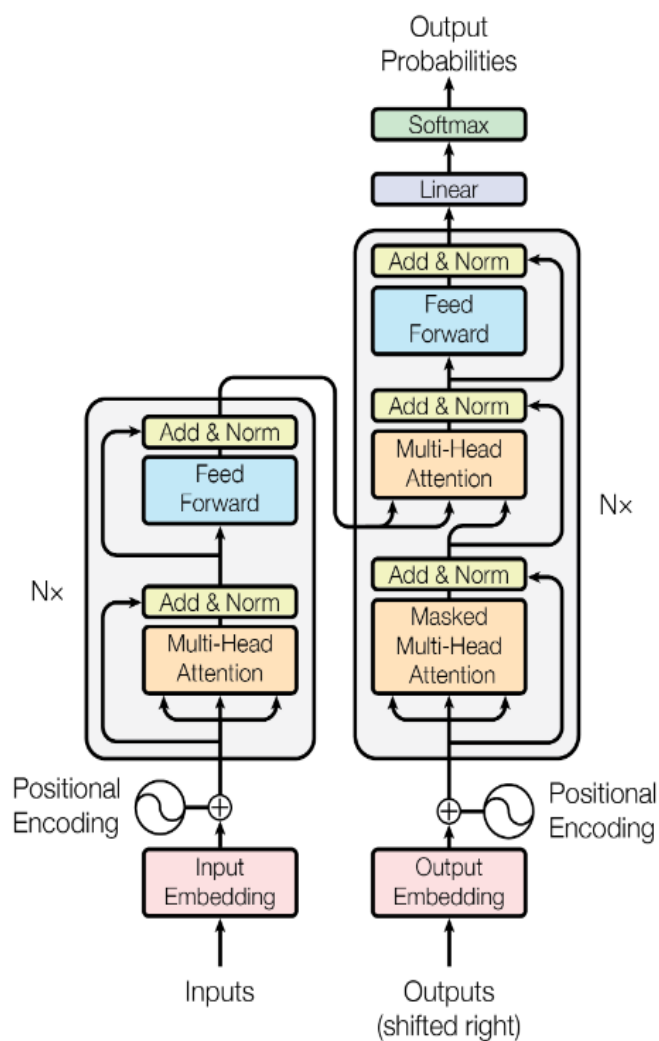 Output
Probabilities
Softmax
Linear
Add & Norm
Feed
Forward
Add & Norm
Multi-Head
Attention
Add & Norm
Masked
Multi-Head
Attention
Nx
Add & Norm
Feed
Forward
Add & Norm
Multi-Head
Attention
Nx
Positional
Encoding
Positional
Encoding
Input
Embedding
Output
Embedding
Inputs
Outputs
(shifted right)